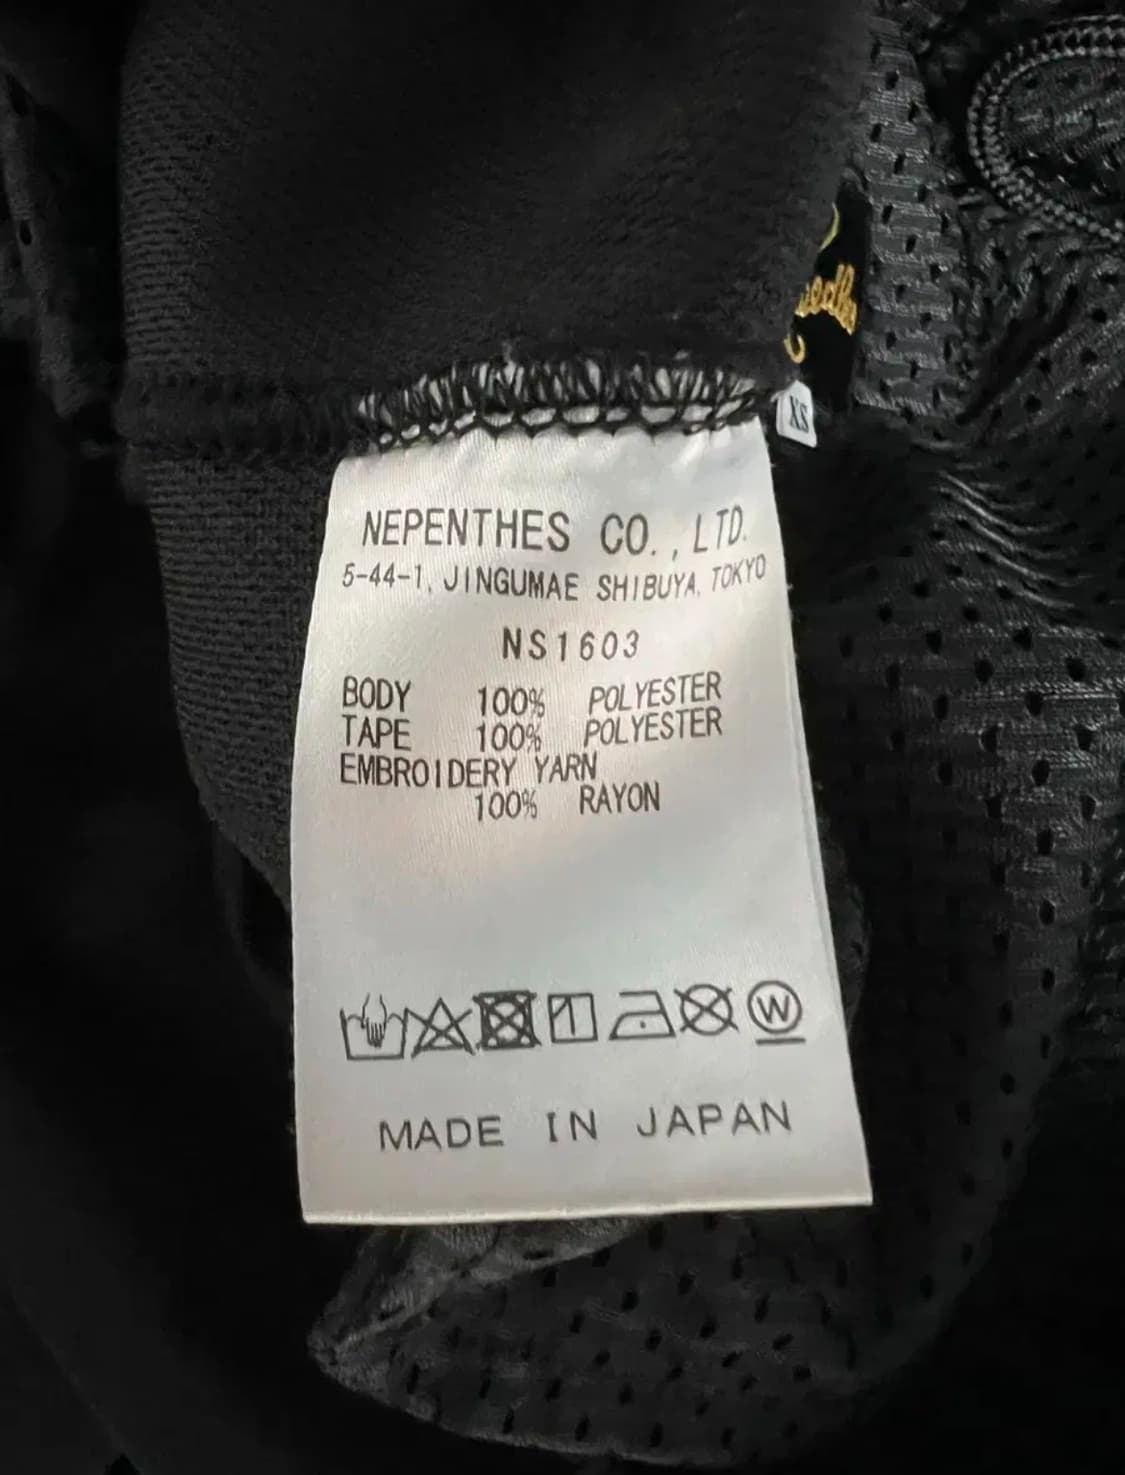 XS
NEPENTHES CO., LTD.
5-44-1, JINGUMAE SHIBUYA, TOKYO
NS1603
BODY 100% POLYESTER
TAPE 100% POLYESTER
EMBROIDERY YARN
100% RAYON
W
MADE IN JAPAN